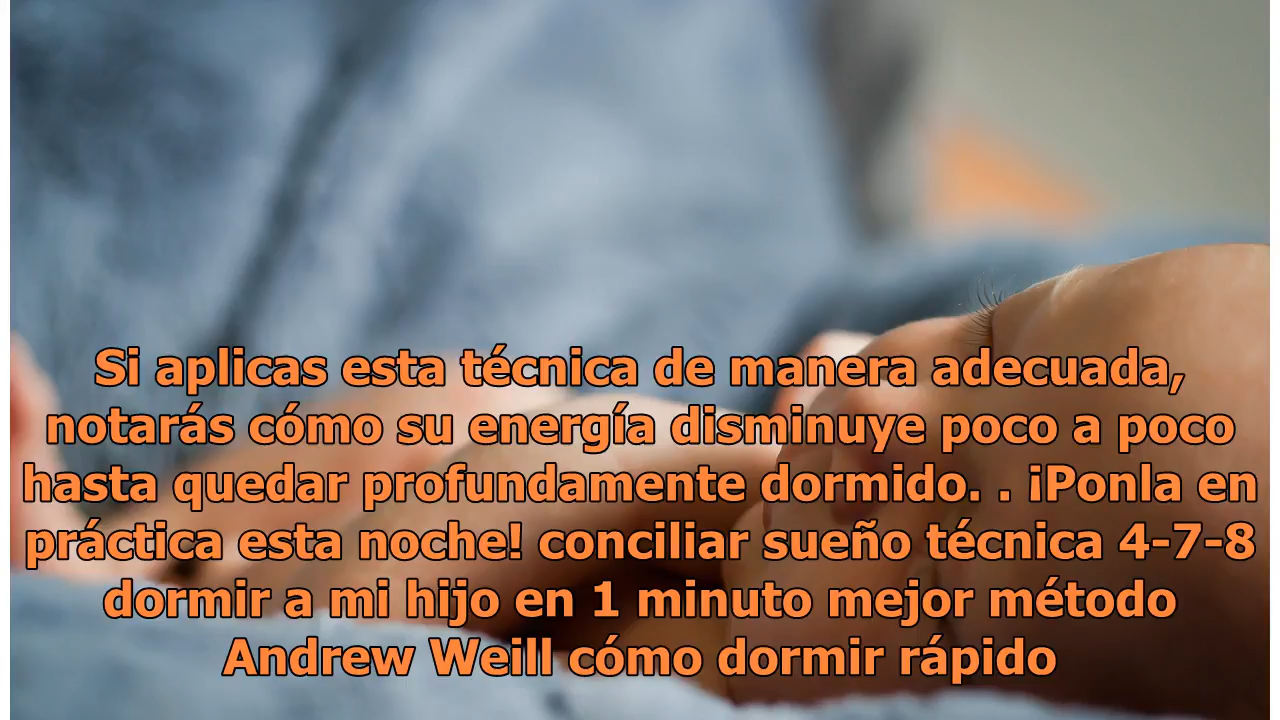 Si aplicas esta técnica de manera adecuada,
notarás cómo su energía disminuye poco a poco
hasta quedar profundamente dormido. . ¡Ponla en
práctica esta noche! conciliar sueño técnica 4-7-8
dormir a mi hijo en 1 minuto mejor método
Andrew Weill cómo dormir rápido